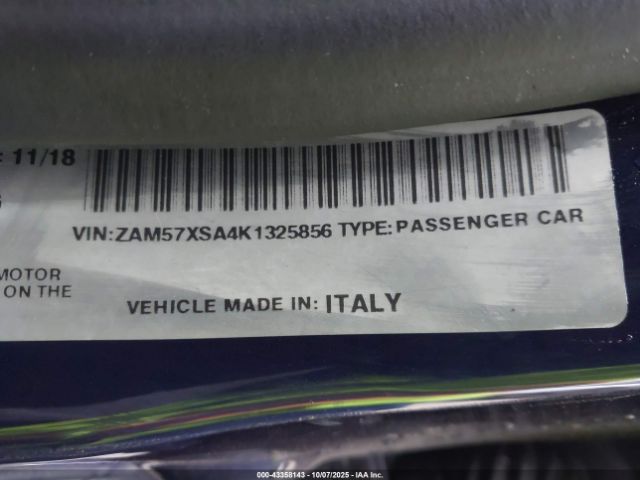 : 11/18
VIN:ZAM57XSA4K1325856 TYPE:PASSENGER CAR
MOTOR
ON THE
VEHICLE MADE IN: ITALY
000-43358143 - 10/07/2025 - IAA Inc.